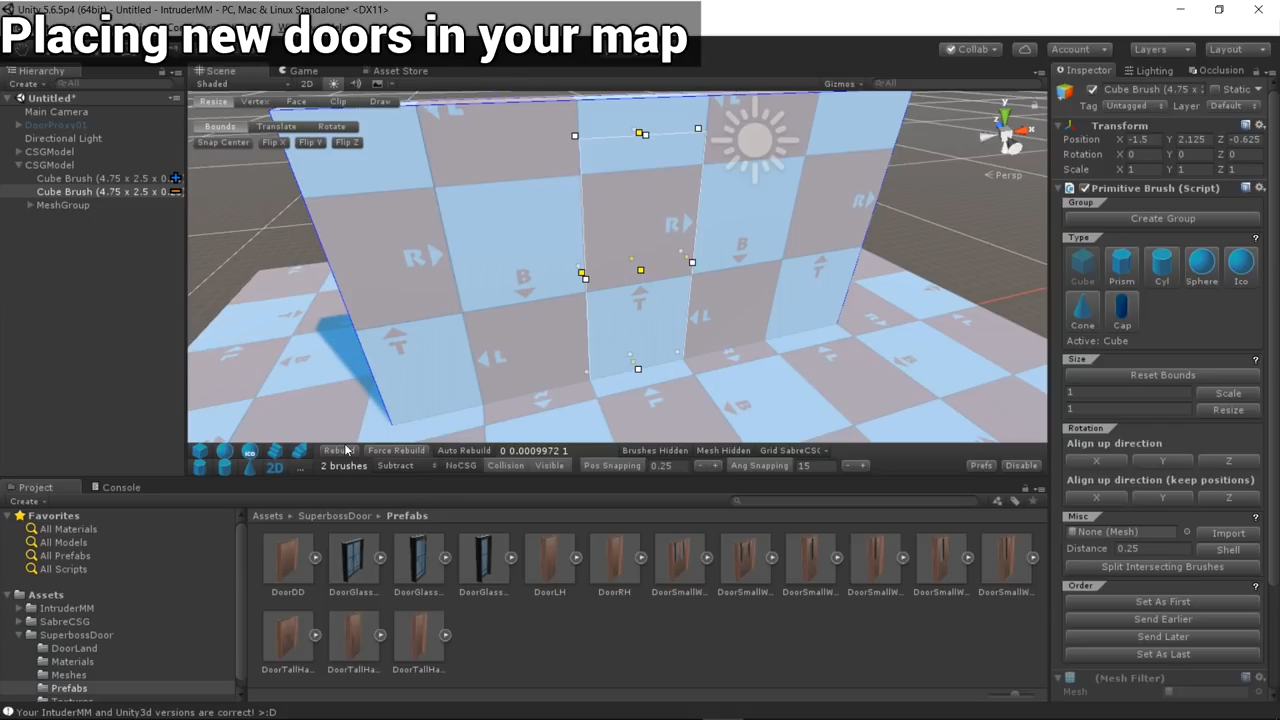 Unity 5.6.5p4 (64bit) - Untitled - IntruderMM - PC, Mac & Linux Standalone* <DX11>
Placing new doors in your map
Collab
Account
Layers
Layout
Hierarchy
Create
All
Untitled*
Main Camera
DoorProxy01
Directional Light
CSGModel
CSGModel
Cube Brush (4.75 x 2.5 x 0.
Cube Brush (4.75 x 2.5 x 0.
MeshGroup
Scene
Game
Asset Store
Shaded
2D
Gizmos
All
Resize
Vertex
Face
Clip
Draw
Bounds
Translate
Rotate
Snap Center
Flip X
Flip Y
Flip Z
y
x
Persp
L
R
R
R
B
B
T
T
T
L
L
L
B
Rebuild
Force Rebuild
Auto Rebuild
0 0.0009972 1
Brushes Hidden
Mesh Hidden
Grid SabreCSG
2D
...
2 brushes
Subtract
NoCSG
Collision
Visible
Pos Snapping
0.25
-
+
Ang Snapping
15
-
+
Prefs
Disable
Inspector
Lighting
Occlusion
Cube Brush (4.75 x
Static
Tag
Untagged
Layer
Default
Transform
Position
X -1.5
Y 2.125
Z -0.625
Rotation
X 0
Y 0
Z 0
Scale
X 1
Y 1
Z 1
Primitive Brush (Script)
Group
Create Group
Type
Cube
Prism
Cyl
Sphere
Ico
Cone
Cap
Active: Cube
Size
Reset Bounds
1
Scale
1
Resize
Rotation
Align up direction
X
Y
Z
Align up direction (keep positions)
X
Y
Z
Misc
None (Mesh)
Import
Distance
0.25
Shell
Split Intersecting Brushes
Order
Set As First
Send Earlier
Send Later
Set As Last
(Mesh Filter)
Mesh
Project
Console
Create
Favorites
All Materials
All Models
All Prefabs
All Scripts
Assets
IntruderMM
SabreCSG
SuperbossDoor
DoorLand
Materials
Meshes
Prefabs
Textures
Assets
SuperbossDoor
Prefabs
DoorDD
DoorGlass...
DoorGlass...
DoorGlass...
DoorLH
DoorRH
DoorSmallW...
DoorSmallW...
DoorSmallW...
DoorSmallW...
DoorSmallW...
DoorSmallW...
DoorTallHa...
DoorTallHa...
DoorTallHa...
Your IntuderMM and Unity3d versions are correct! >:D